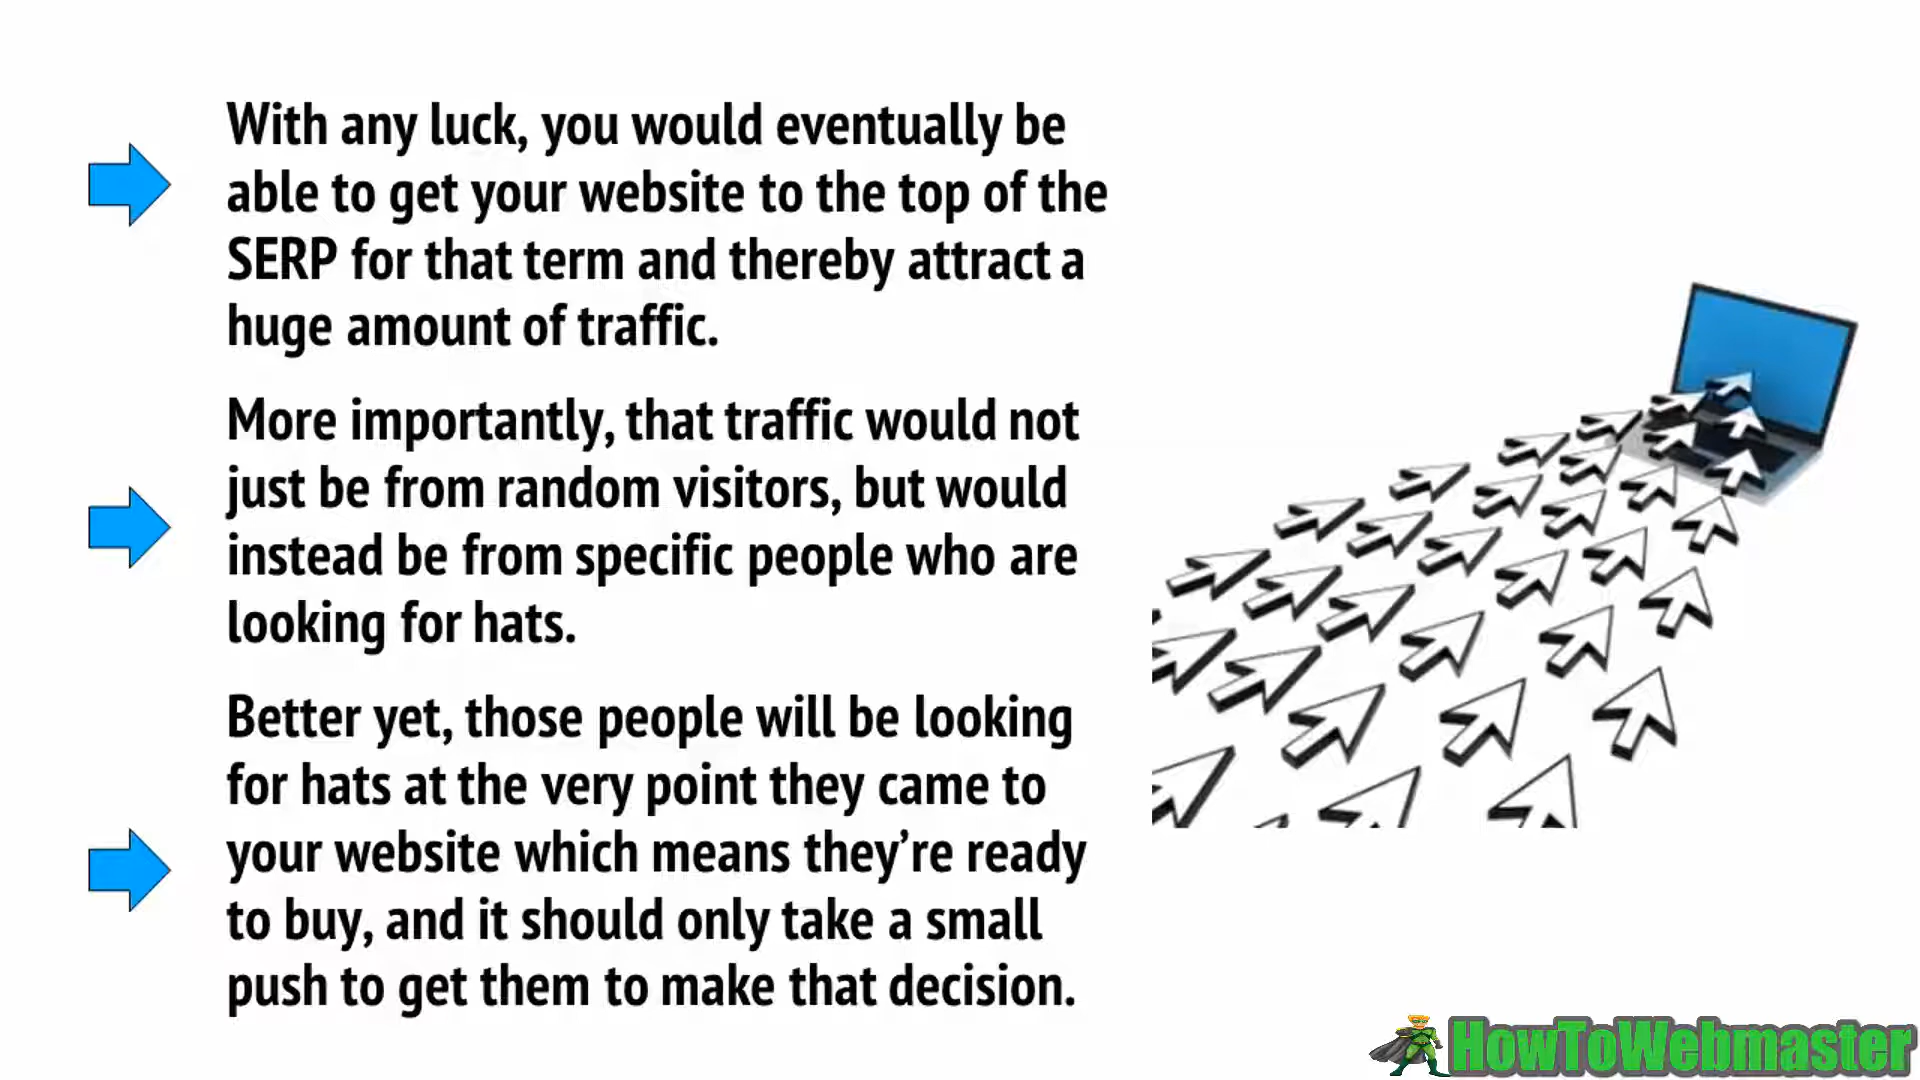 With any luck, you would eventually be
able to get your website to the top of the
SERP for that term and thereby attract a
huge amount of traffic.
More importantly, that traffic would not
just be from random visitors, but would
instead be from specific people who are
looking for hats.
Better yet, those people will be looking
for hats at the very point they came to
your website which means they’re ready
to buy, and it should only take a small
push to get them to make that decision.
HowToWebmaster